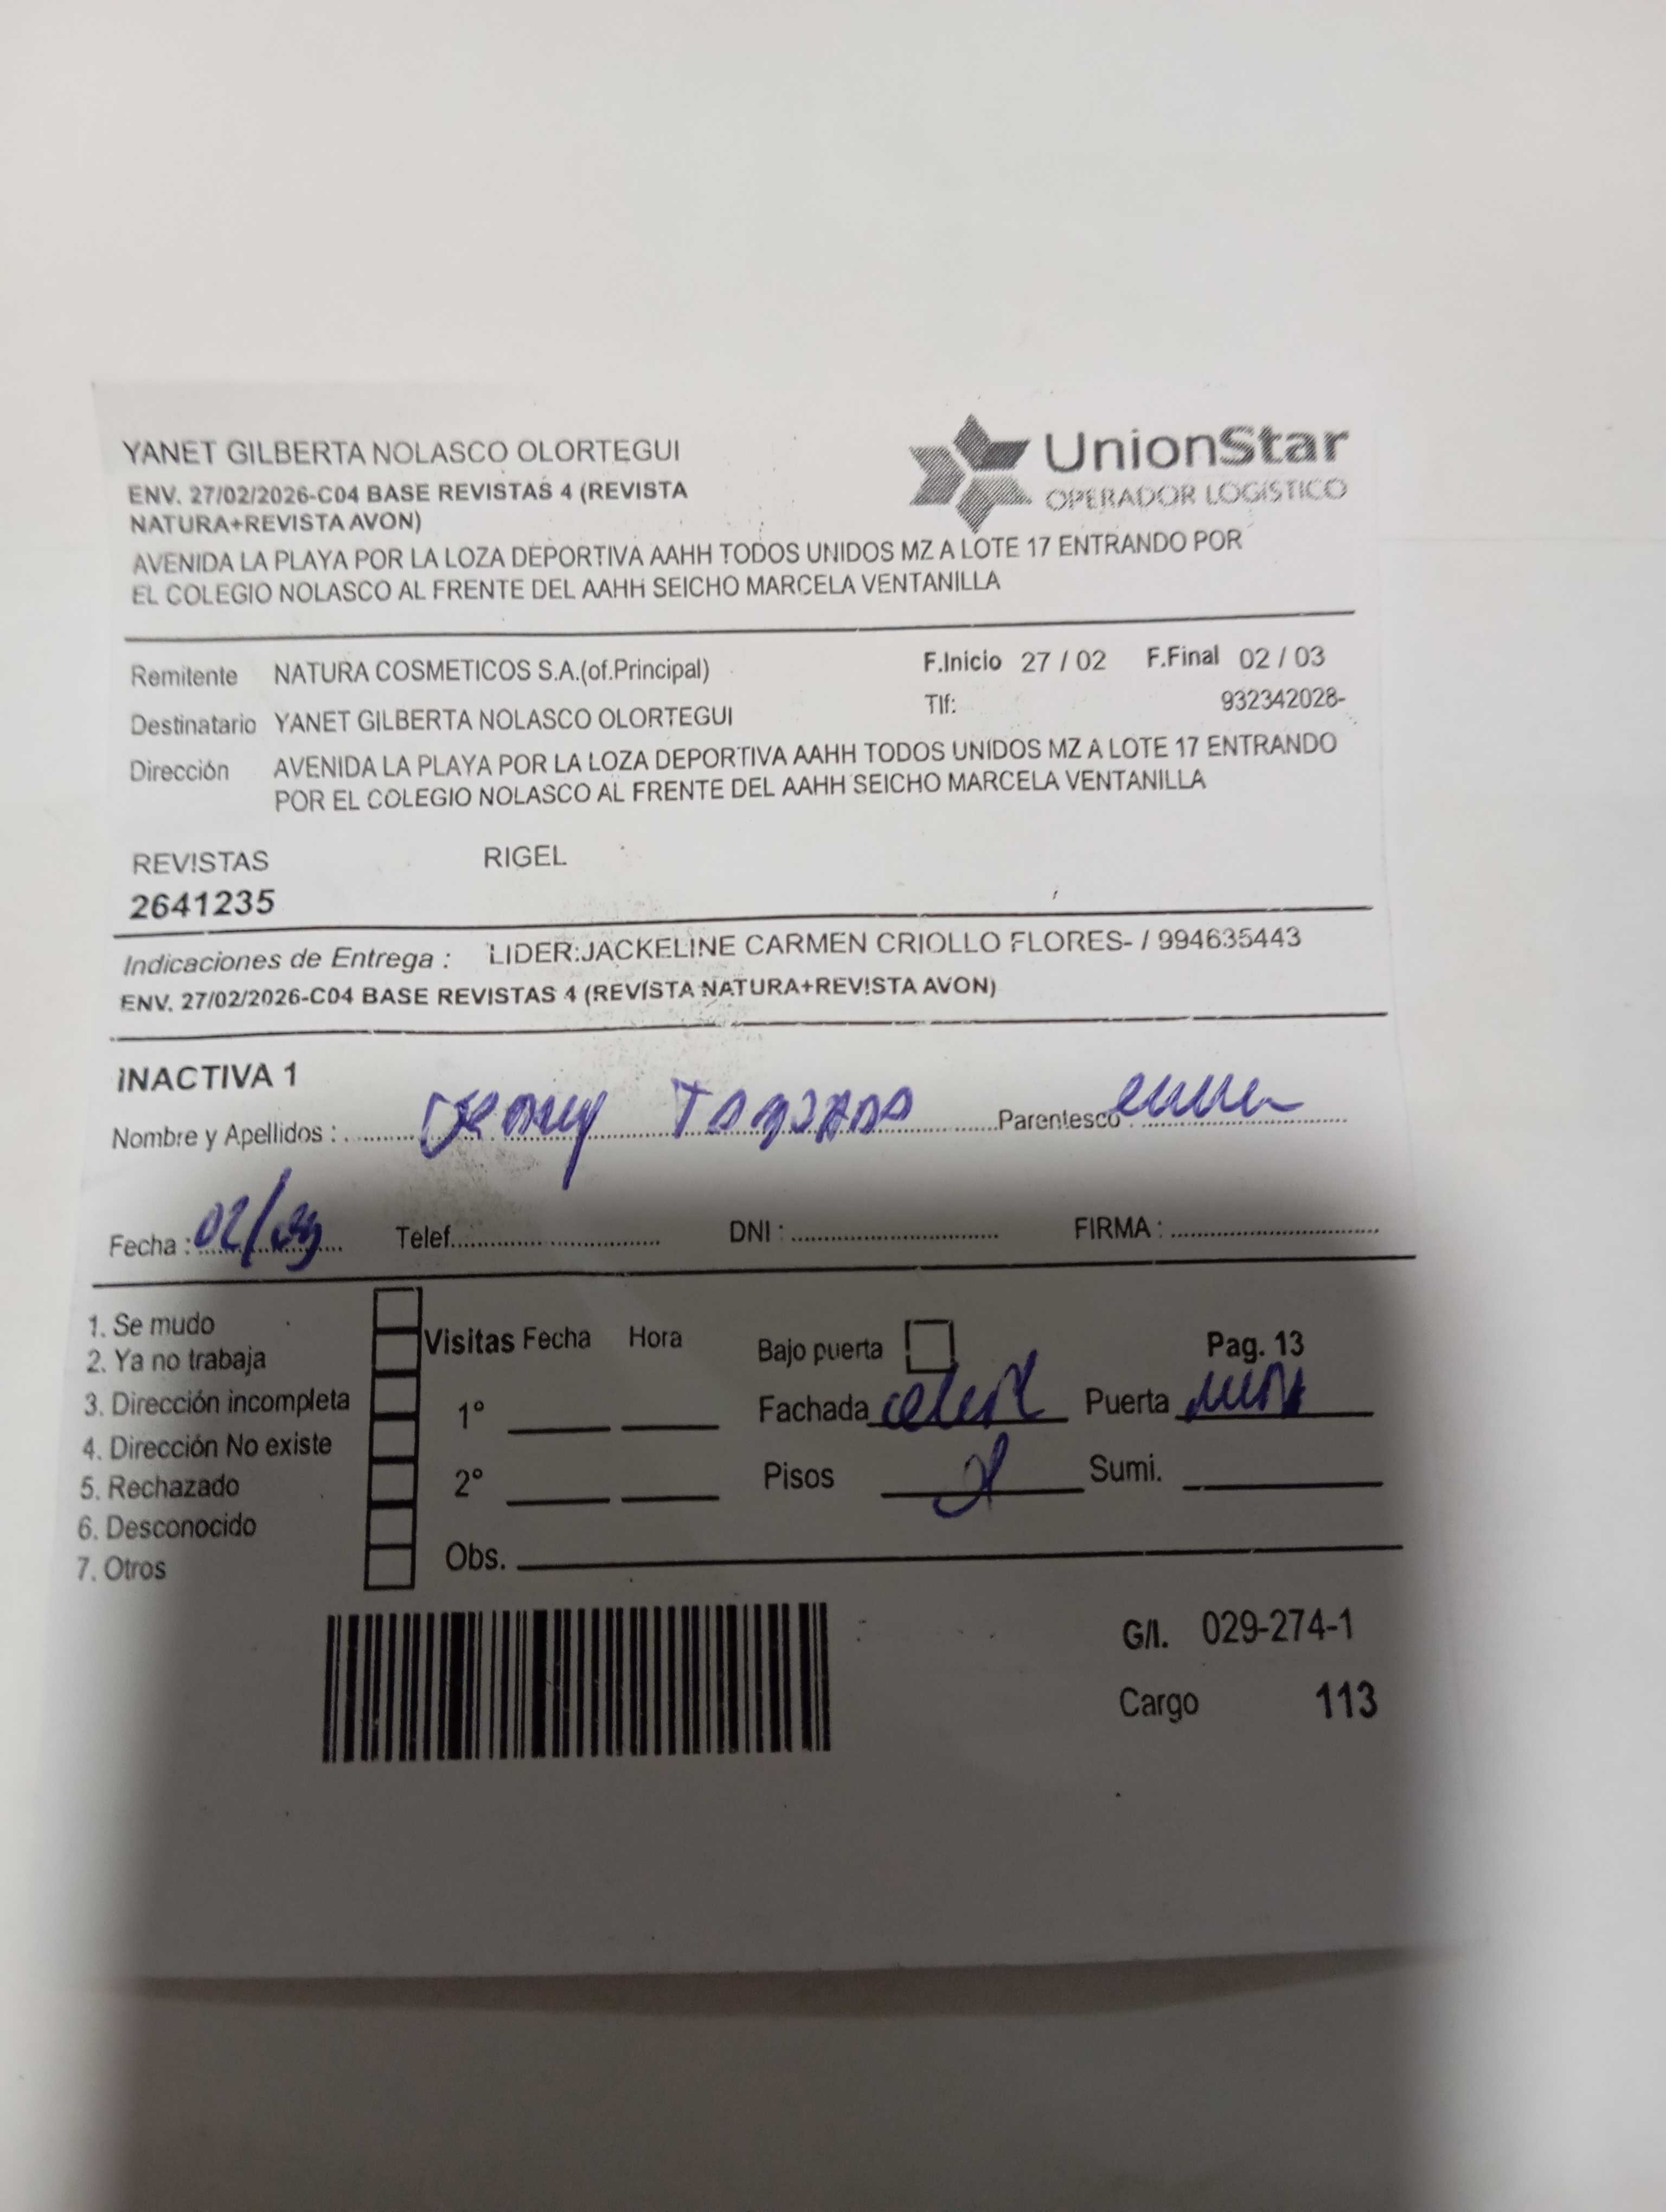 YANET GILBERTA NOLASCO OLORTEGUI
ENV. 27/02/2026-C04 BASE REVISTAS 4 (REVISTA
NATURA+REVISTA AVON)
UnionStar
OPERADOR LOGÍSTICO
AVENIDA LA PLAYA POR LA LOZA DEPORTIVA AAHH TODOS UNIDOS MZ A LOTE 17 ENTRANDO POR
EL COLEGIO NOLASCO AL FRENTE DEL AAHH SEICHO MARCELA VENTANILLA
Remitente NATURA COSMETICOS S.A.(of.Principal) F.Inicio 27 / 02 F.Final 02 / 03
Destinatario YANET GILBERTA NOLASCO OLORTEGUI Tlf: 932342028-
Dirección AVENIDA LA PLAYA POR LA LOZA DEPORTIVA AAHH TODOS UNIDOS MZ A LOTE 17 ENTRANDO
POR EL COLEGIO NOLASCO AL FRENTE DEL AAHH SEICHO MARCELA VENTANILLA
REVISTAS RIGEL
2641235
Indicaciones de Entrega : LIDER:JACKELINE CARMEN CRIOLLO FLORES- / 994635443
ENV. 27/02/2026-C04 BASE REVISTAS 4 (REVISTA NATURA+REVISTA AVON)
INACTIVA 1
Nombre y Apellidos : Parentesco
Fecha : 02/03 Telef. DNI : FIRMA :
1. Se mudo
2. Ya no trabaja
3. Dirección incompleta
4. Dirección No existe
5. Rechazado
6. Desconocido
7. Otros
Visitas Fecha Hora
1°
2°
Obs.
Bajo puerta Pag. 13
Fachada Puerta
Pisos 2 Sumi.
G/I. 029-274-1
Cargo 113